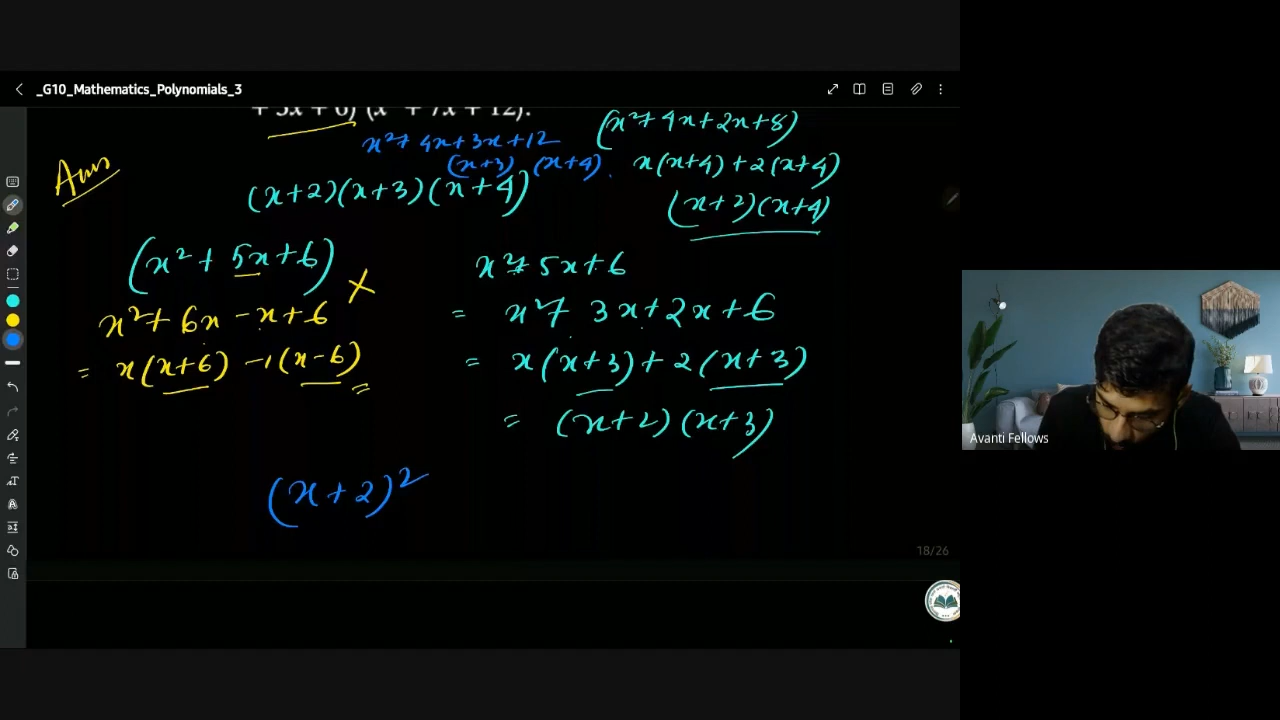 _G10_Mathematics_Polynomials_3
+ 5x + 6) (x² + 7x + 12).
x² + 4x + 3x + 12
(x+3) (x+4).
(x² + 4x + 2x + 8)
x(x+4) + 2(x+4)
(x+2)(x+4)
Ans
(x+2)(x+3)(x+4)
(x² + 5x + 6) ×
x² + 6x - x + 6
= x(x+6) -1(x-6)
x² + 5x + 6
= x² + 3x + 2x + 6
= x(x+3) + 2(x+3)
= (x+2)(x+3)
(x+2)²
18/26
Avanti Fellows